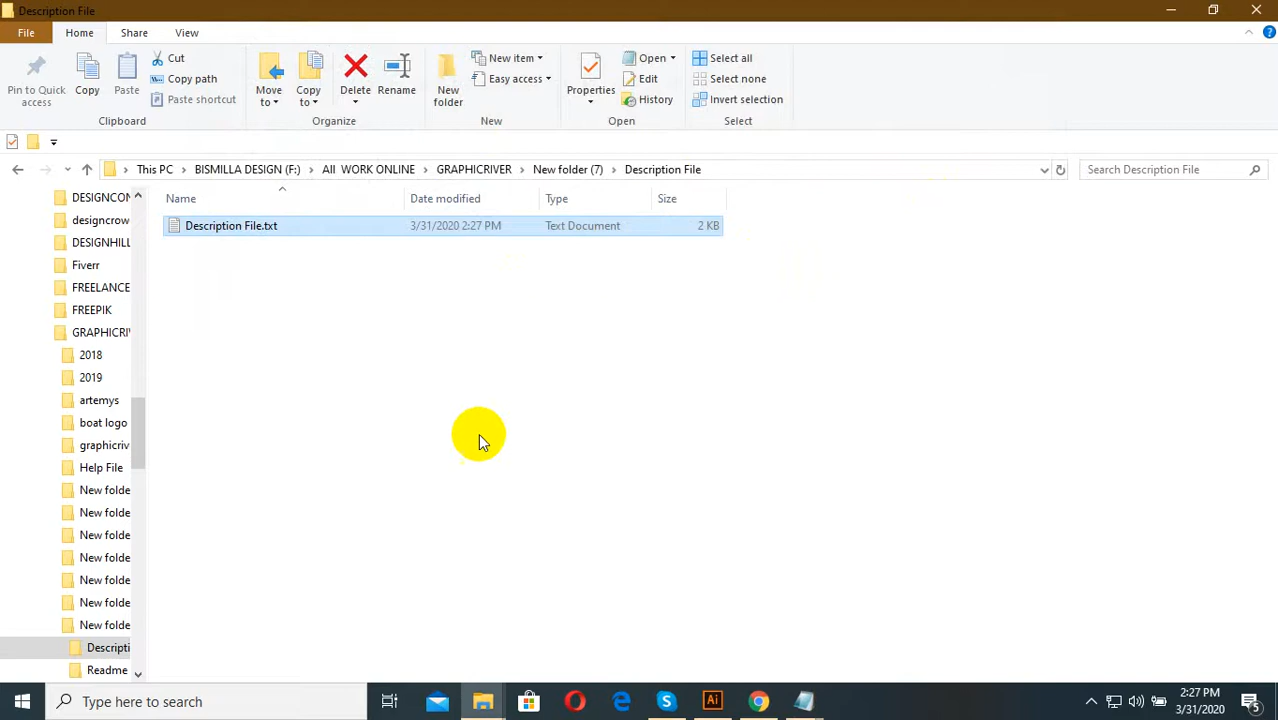 Description File
File Home Share View
Pin to Quick access
Copy
Paste
Cut
Copy path
Paste shortcut
Move to
Copy to
Delete
Rename
New folder
New item
Easy access
Properties
Open
Edit
History
Select all
Select none
Invert selection
Clipboard Organize New Open Select
This PC BISMILLA DESIGN (F:) All WORK ONLINE GRAPHICRIVER New folder (7) Description File
Search Description File
Name Date modified Type Size
Description File.txt 3/31/2020 2:27 PM Text Document 2 KB
DESIGNCON
designcrow
DESIGNHILL
Fiverr
FREELANCE
FREEPIK
GRAPHICRI
2018
2019
artemys
boat logo
graphicriv
Help File
New folde
New folde
New folde
New folde
New folde
New folde
New folde
Descripti
Readme
Type here to search
Ai
2:27 PM
3/31/2020
5